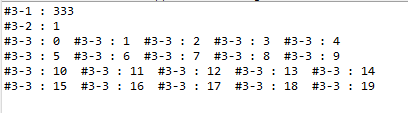 #3-1 : 333
#3-2 : 1
#3-3 : 0  #3-3 : 1  #3-3 : 2  #3-3 : 3  #3-3 : 4
#3-3 : 5  #3-3 : 6  #3-3 : 7  #3-3 : 8  #3-3 : 9
#3-3 : 10  #3-3 : 11  #3-3 : 12  #3-3 : 13  #3-3 : 14
#3-3 : 15  #3-3 : 16  #3-3 : 17  #3-3 : 18  #3-3 : 19